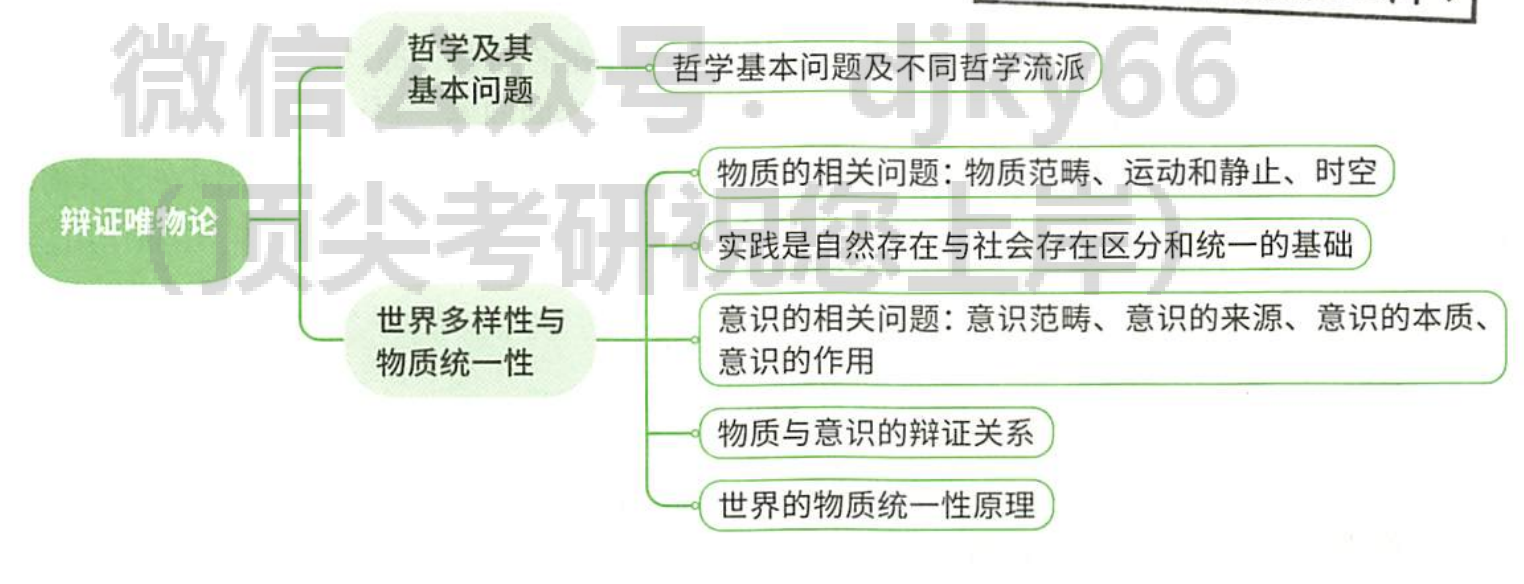 微信公众号：djky66
（顶尖考研祝您上岸）
辩证唯物论
哲学及其
基本问题
哲学基本问题及不同哲学流派
世界多样性与
物质统一性
物质的相关问题：物质范畴、运动和静止、时空
实践是自然存在与社会存在区分和统一的基础
意识的相关问题：意识范畴、意识的来源、意识的本质、
意识的作用
物质与意识的辩证关系
世界的物质统一性原理